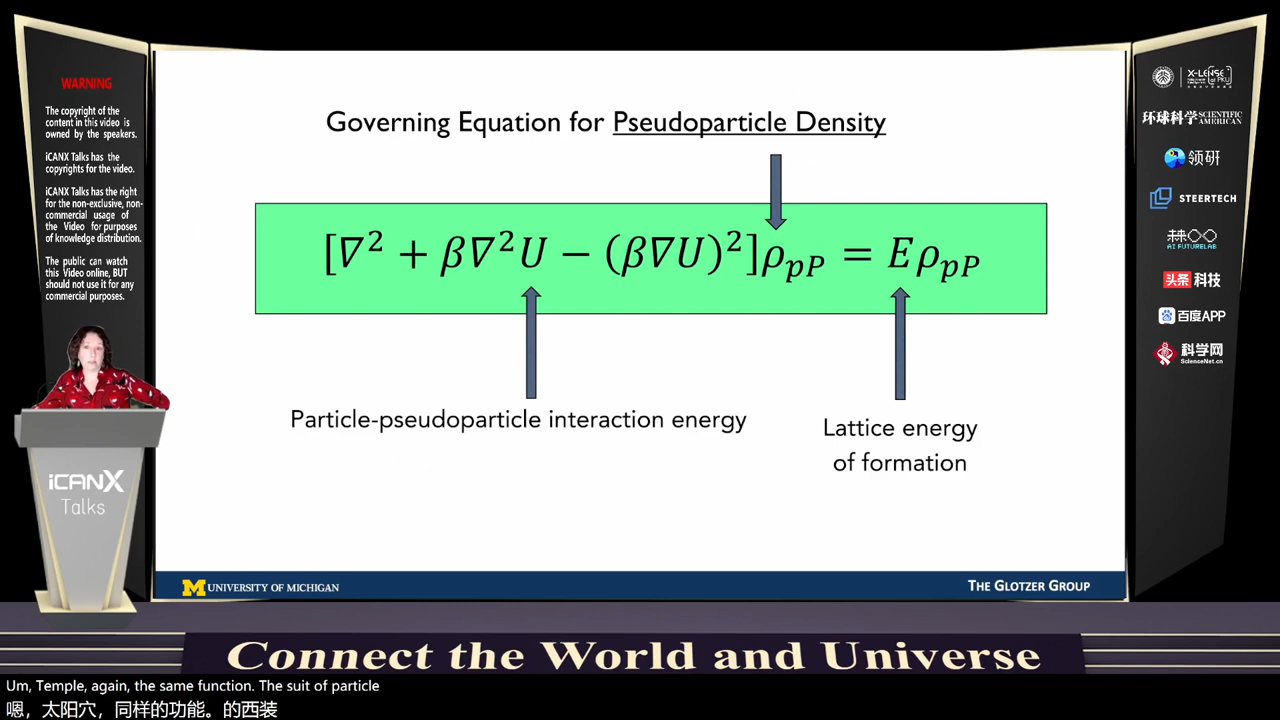 WARNING
The copyright of the
content in this video is
owned by the speakers.
iCANX Talks has the
copyrights for the video.
iCANX Talks has the right
for the non-exclusive, non-
commercial usage of
the Video for purposes
of knowledge distribution.
The public can watch
this Video online, BUT
should not use it for any
commercial purposes.
iCANX
Talks
Governing Equation for Pseudoparticle Density
[∇² + β∇²U − (β∇U)²]ρ_pP = Eρ_pP
Particle-pseudoparticle interaction energy
Lattice energy
of formation
M UNIVERSITY OF MICHIGAN
THE GLOTZER GROUP
X-LENSE
at PKU
环球科学 SCIENTIFIC AMERICAN
领研
STEERTECH
AI FUTURELAB
头条 科技
百度APP
科学网
ScienceNet.cn
Connect the World and Universe
Um, Temple, again, the same function. The suit of particle
嗯，太阳穴，同样的功能。的西装